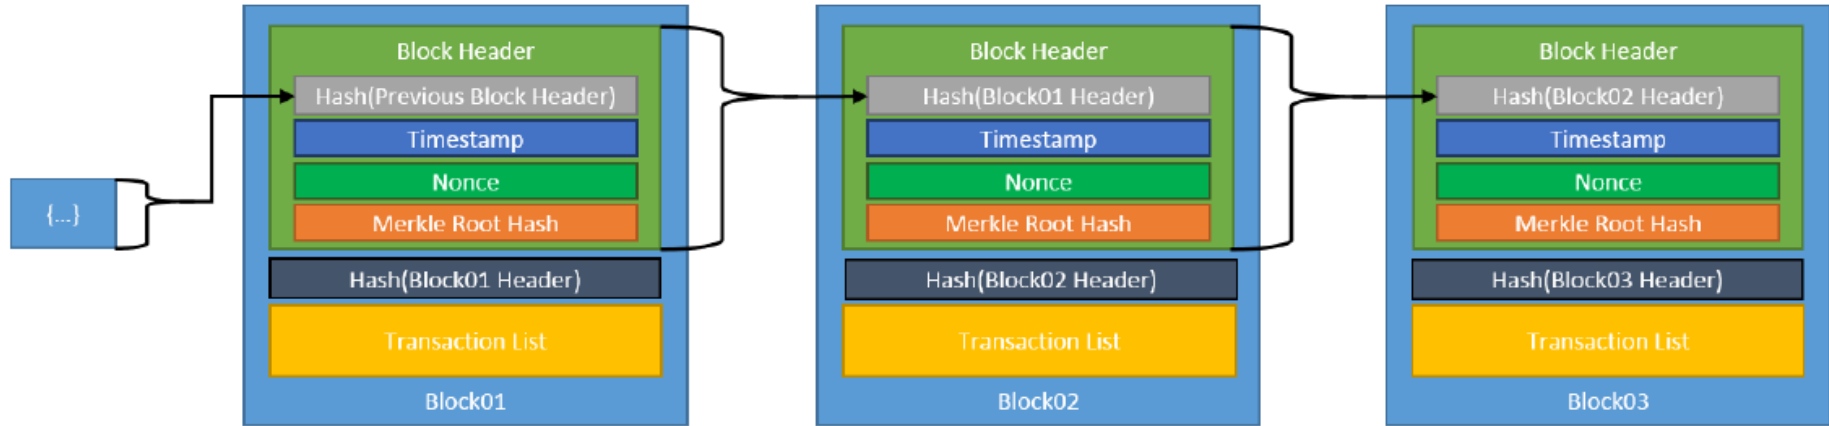 {...}
Block Header
Hash(Previous Block Header)
Timestamp
Nonce
Merkle Root Hash
Hash(Block01 Header)
Transaction List
Block01
Block Header
Hash(Block01 Header)
Timestamp
Nonce
Merkle Root Hash
Hash(Block02 Header)
Transaction List
Block02
Block Header
Hash(Block02 Header)
Timestamp
Nonce
Merkle Root Hash
Hash(Block03 Header)
Transaction List
Block03